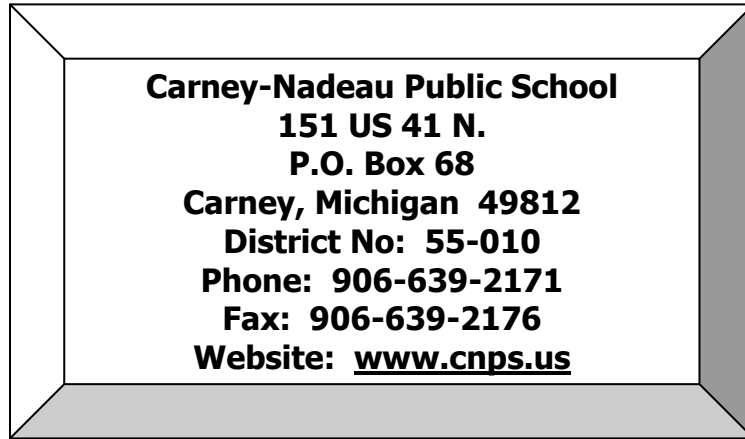 Carney-Nadeau Public School
151 US 41 N.
P.O. Box 68
Carney, Michigan  49812
District No:  55-010
Phone:  906-639-2171
Fax:  906-639-2176
Website:  www.cnps.us